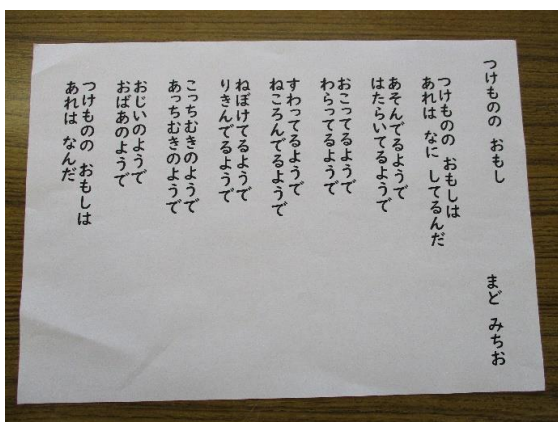 つけものの おもし　　まど みちお
つけものの おもしは
あれは なに してるんだ
あそんでるようで
はたらいてるようで
おこってるようで
わらってるようで
すわってるようで
ねころんでるようで
ねぼけてるようで
りきんでるようで
こっちむきのようで
あっちむきのようで
おじいのようで
おばあのようで
つけものの おもしは
あれは なんだ